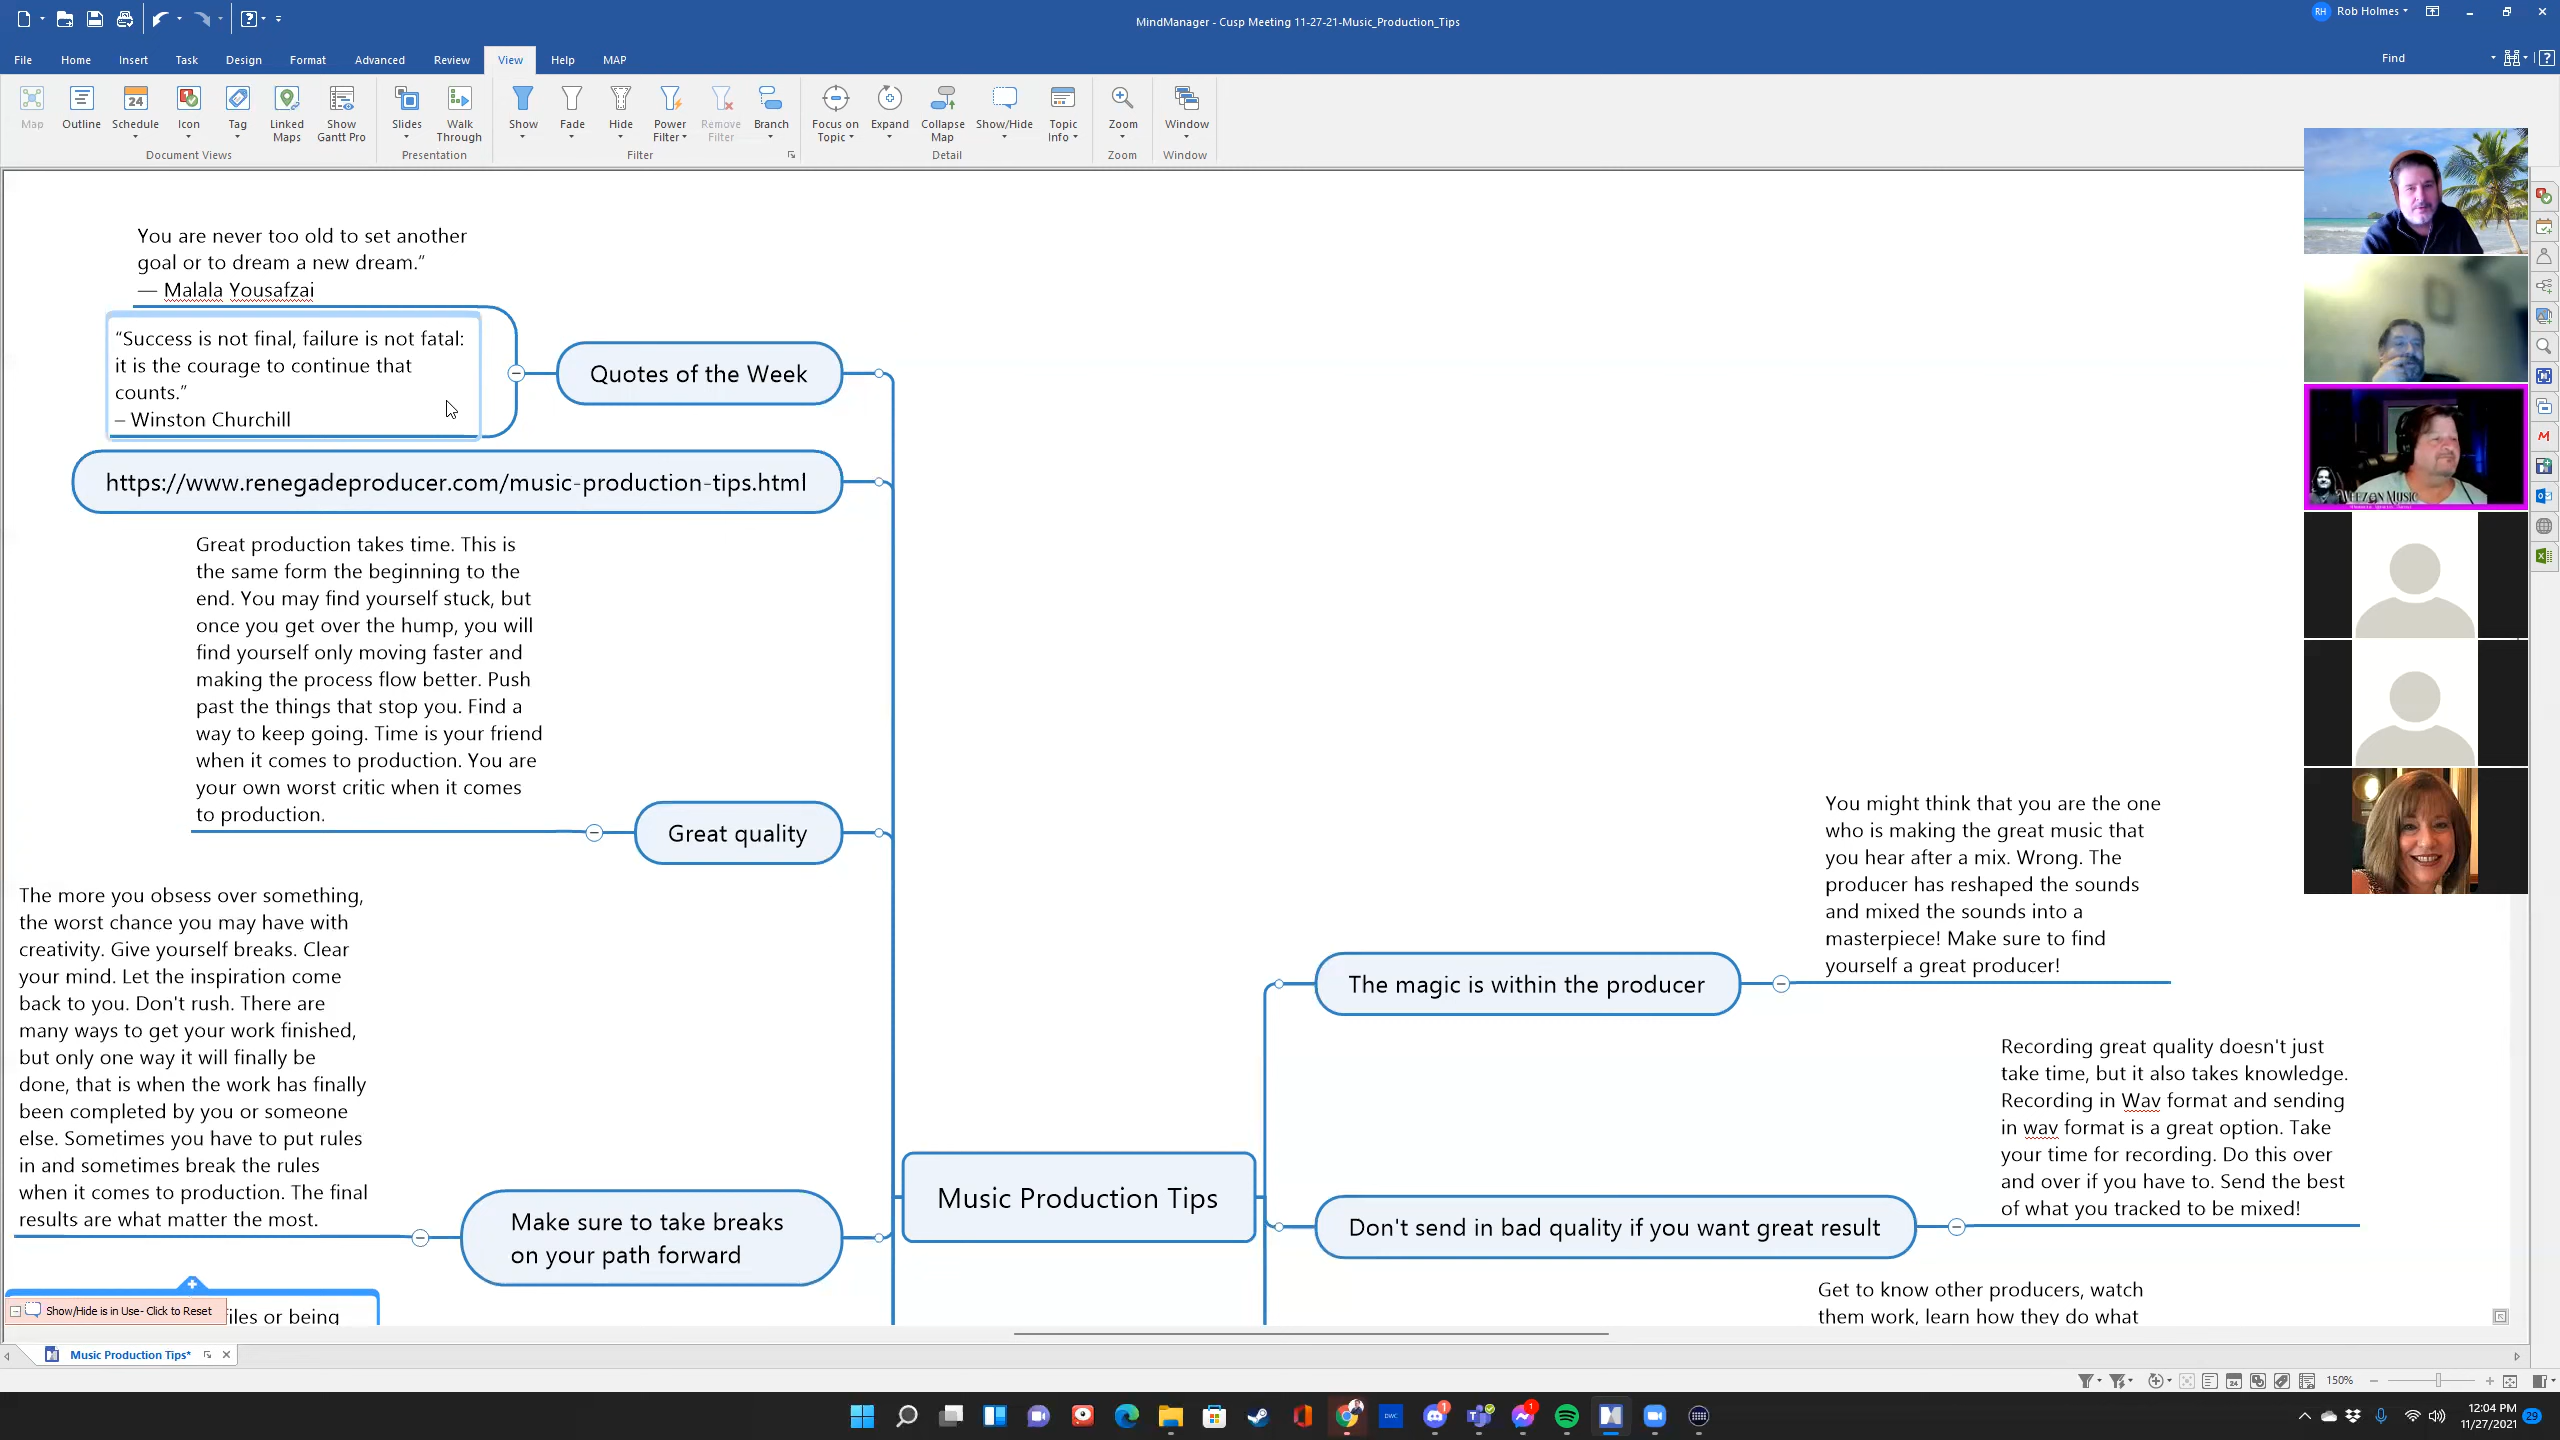 MindManager - Cusp Meeting 11-27-21-Music_Production_Tips
RH Rob Holmes
File Home Insert Task Design Format Advanced Review View Help MAP
Find
Map
Outline
24
Schedule
Icon
Tag
Linked
Maps
Show
Gantt Pro
Document Views
Slides
Walk
Through
Presentation
Show
Fade
Hide
Power
Filter
Remove
Filter
Branch
Filter
Focus on
Topic
Expand
Collapse
Map
Show/Hide
Topic
Info
Detail
Zoom
Zoom
Window
Window
You are never too old to set another
goal or to dream a new dream.”
— Malala Yousafzai
“Success is not final, failure is not fatal:
it is the courage to continue that
counts.”
– Winston Churchill
Quotes of the Week
https://www.renegadeproducer.com/music-production-tips.html
Great production takes time. This is
the same form the beginning to the
end. You may find yourself stuck, but
once you get over the hump, you will
find yourself only moving faster and
making the process flow better. Push
past the things that stop you. Find a
way to keep going. Time is your friend
when it comes to production. You are
your own worst critic when it comes
to production.
Great quality
The more you obsess over something,
the worst chance you may have with
creativity. Give yourself breaks. Clear
your mind. Let the inspiration come
back to you. Don't rush. There are
many ways to get your work finished,
but only one way it will finally be
done, that is when the work has finally
been completed by you or someone
else. Sometimes you have to put rules
in and sometimes break the rules
when it comes to production. The final
results are what matter the most.
Make sure to take breaks
on your path forward
Music Production Tips
You might think that you are the one
who is making the great music that
you hear after a mix. Wrong. The
producer has reshaped the sounds
and mixed the sounds into a
masterpiece! Make sure to find
yourself a great producer!
The magic is within the producer
Recording great quality doesn't just
take time, but it also takes knowledge.
Recording in Wav format and sending
in wav format is a great option. Take
your time for recording. Do this over
and over if you have to. Send the best
of what you tracked to be mixed!
Don't send in bad quality if you want great result
Get to know other producers, watch
them work, learn how they do what
iles or being
Show/Hide is in Use- Click to Reset
WEEZON MUSIC
Music Production Tips*
150%
DWC
1
1
12:04 PM
11/27/2021
29